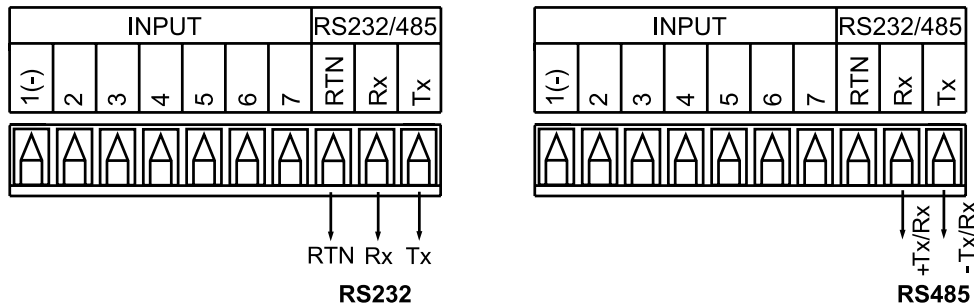 INPUT RS232/485
1(-) 2 3 4 5 6 7 RTN Rx Tx
RTN Rx Tx
RS232
INPUT RS232/485
1(-) 2 3 4 5 6 7 RTN Rx Tx
+Tx/Rx
- Tx/Rx
RS485